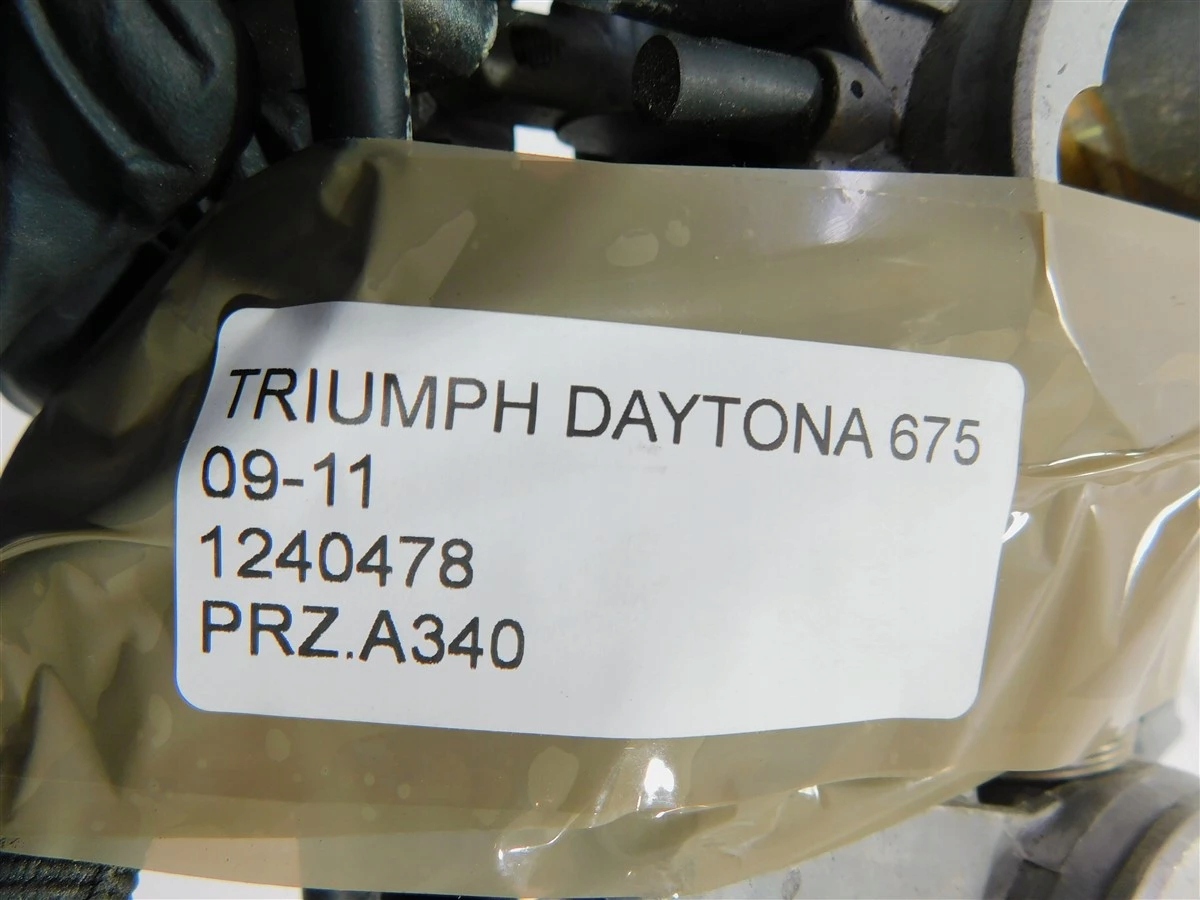 TRIUMPH DAYTONA 675
09-11
1240478
PRZ.A340